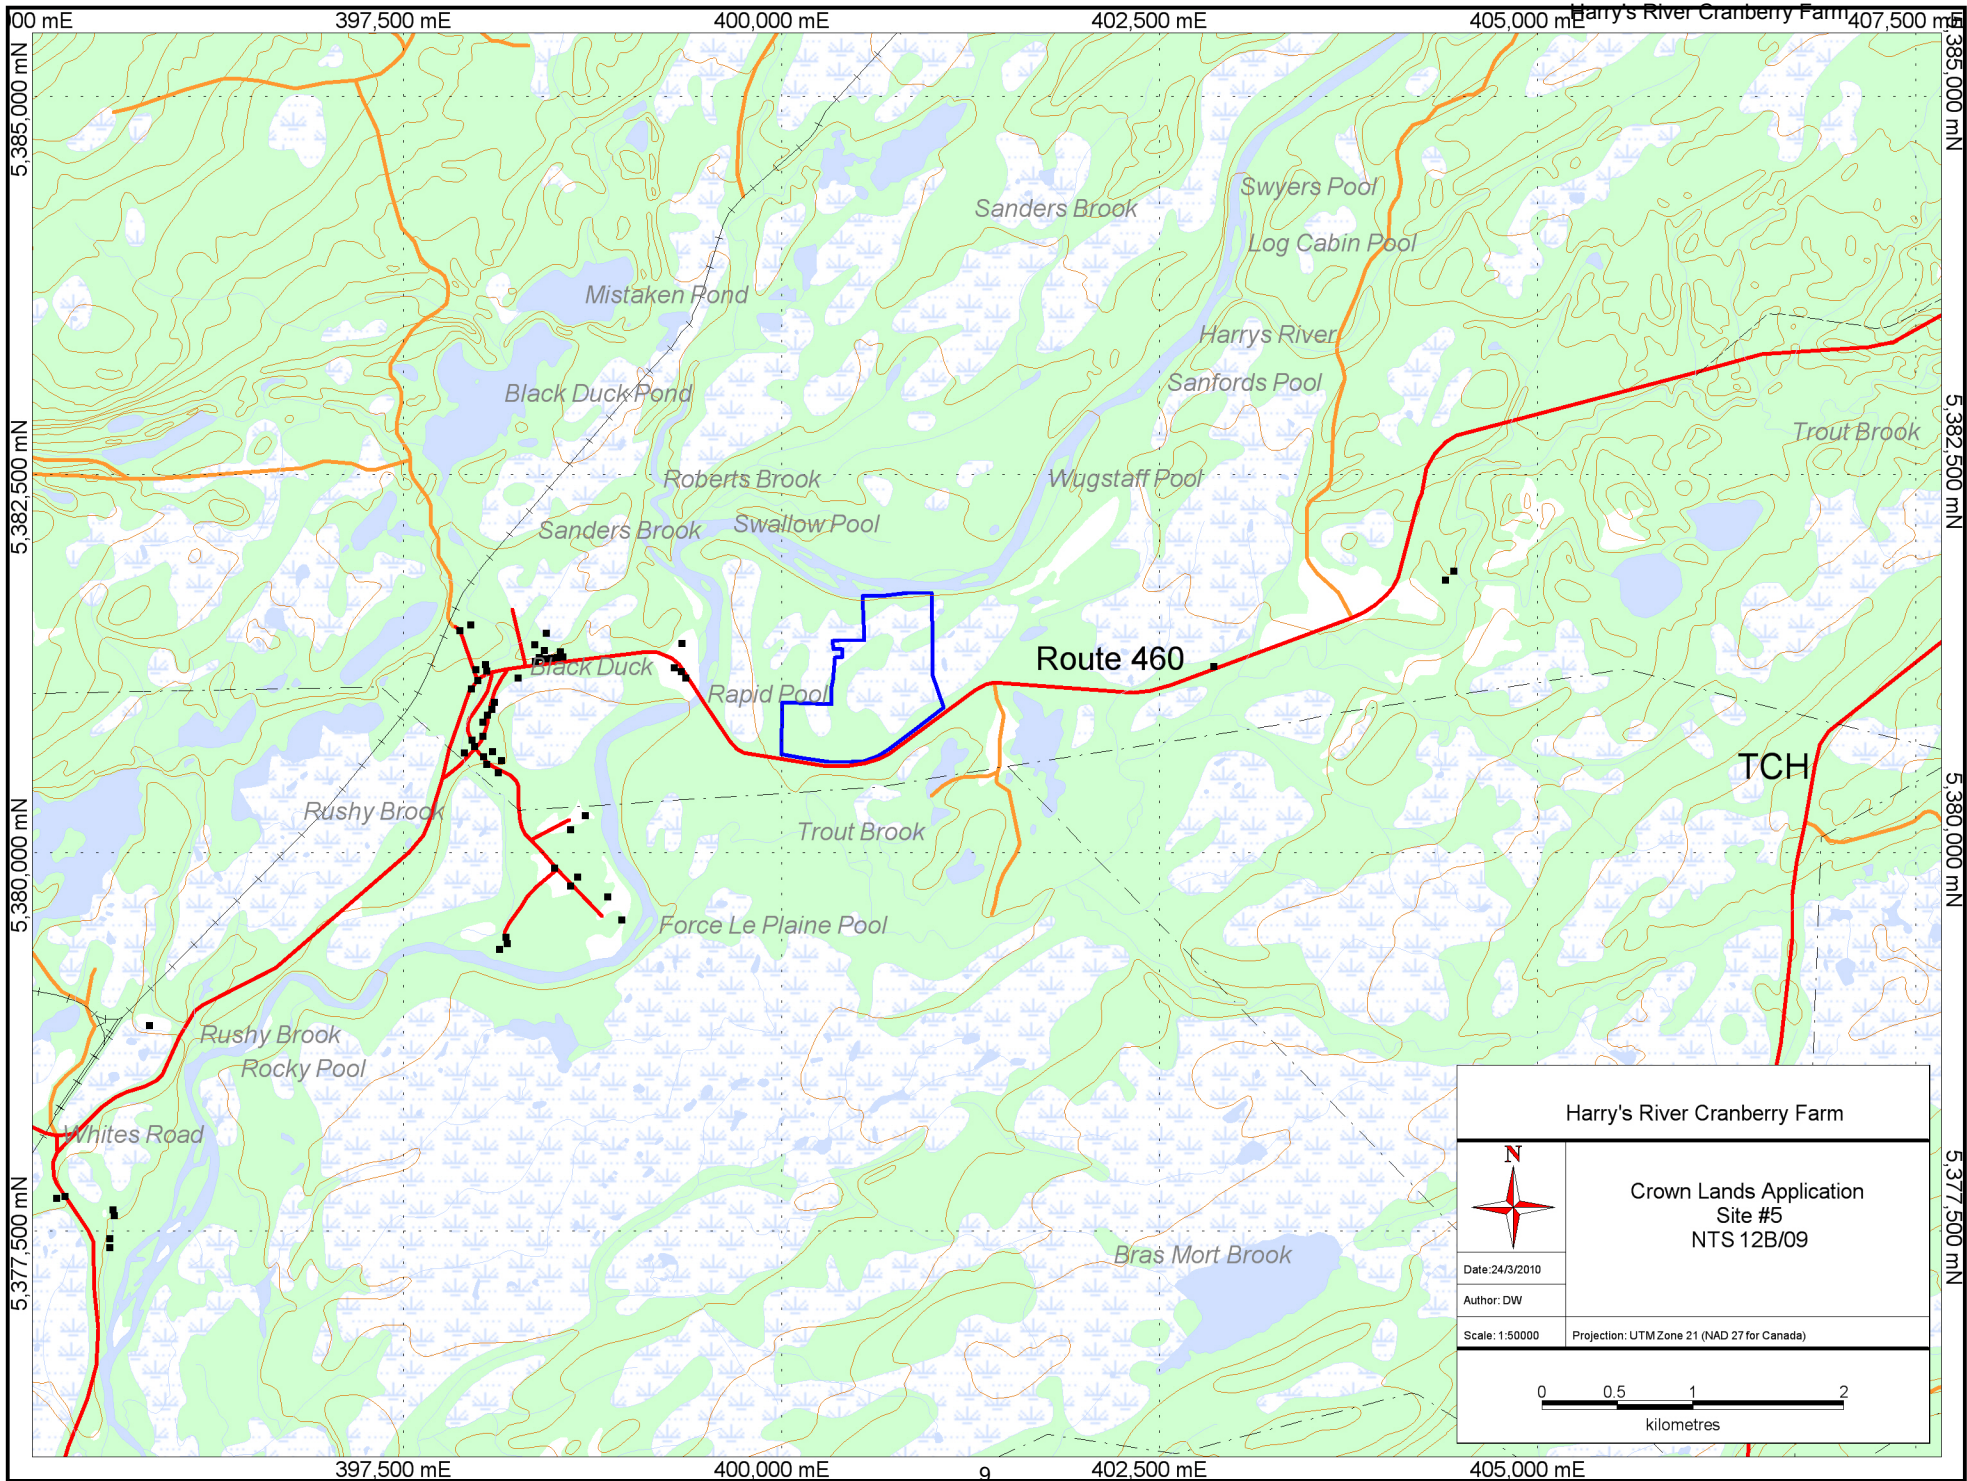 Harry's River Cranberry Farm
00 mE
397,500 mE
400,000 mE
402,500 mE
405,000 mE
407,500 mE
5,385,000 mN
5,385,000 mN
Swyers Pool
Sanders Brook
Log Cabin Pool
Mistaken Pond
Harrys River
Sanfords Pool
Black Duck Pond
Trout Brook
5,382,500 mN
5,382,500 mN
Roberts Brook
Wugstaff Pool
Swallow Pool
Sanders Brook
Route 460
Black Duck
Rapid Pool
TCH
Rushy Brook
Trout Brook
5,380,000 mN
5,380,000 mN
Force Le Plaine Pool
Rushy Brook
Rocky Pool
Whites Road
5,377,500 mN
5,377,500 mN
Bras Mort Brook
Harry's River Cranberry Farm
N
Crown Lands Application
Site #5
NTS 12B/09
Date:24/3/2010
Author: DW
Scale: 1:50000
Projection: UTM Zone 21 (NAD 27 for Canada)
0 0.5 1 2
kilometres
397,500 mE
400,000 mE
9
402,500 mE
405,000 mE